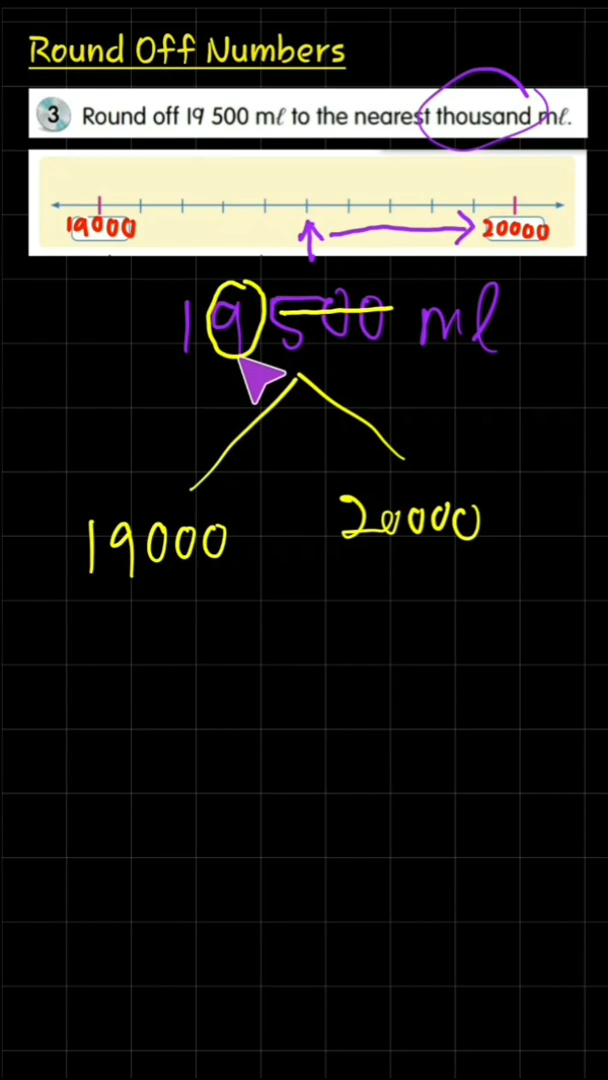 Round Off Numbers
3 Round off 19 500 mℓ to the nearest thousand mℓ.
19000 20000
19500 ml
19000 20000